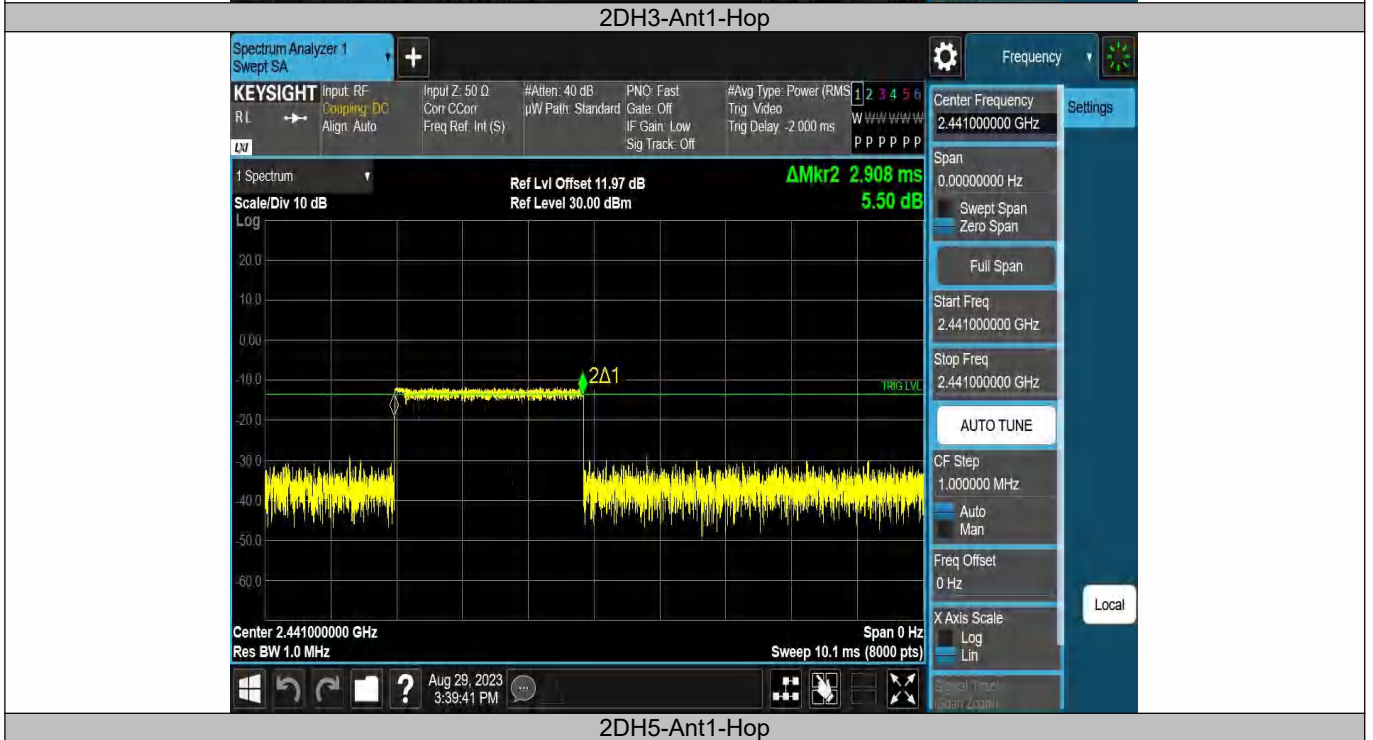 2DH3-Ant1-Hop
Spectrum Analyzer 1
Swept SA
+
Frequency
KEYSIGHT
RL
LXI
Input: RF
Coupling: DC
Align: Auto
Input Z: 50 Ω
Corr CCorr
Freq Ref: Int (S)
#Atten: 40 dB
µW Path: Standard
PNO: Fast
Gate: Off
IF Gain: Low
Sig Track: Off
#Avg Type: Power (RMS
Trig: Video
Trig Delay: -2.000 ms
1 2 3 4 5 6
W W W W W W
P P P P P P
1 Spectrum
Scale/Div 10 dB
Ref Lvl Offset 11.97 dB
Ref Level 30.00 dBm
ΔMkr2 2.908 ms
5.50 dB
Log
20.0
10.0
0.00
-10.0
-20.0
-30.0
-40.0
-50.0
-60.0
2Δ1
TRIG LVL
Center 2.441000000 GHz
Res BW 1.0 MHz
Span 0 Hz
Sweep 10.1 ms (8000 pts)
Center Frequency
2.441000000 GHz
Settings
Span
0.00000000 Hz
Swept Span
Zero Span
Full Span
Start Freq
2.441000000 GHz
Stop Freq
2.441000000 GHz
AUTO TUNE
CF Step
1.000000 MHz
Auto
Man
Freq Offset
0 Hz
X Axis Scale
Log
Lin
Local
?
Aug 29, 2023
3:39:41 PM
2DH5-Ant1-Hop